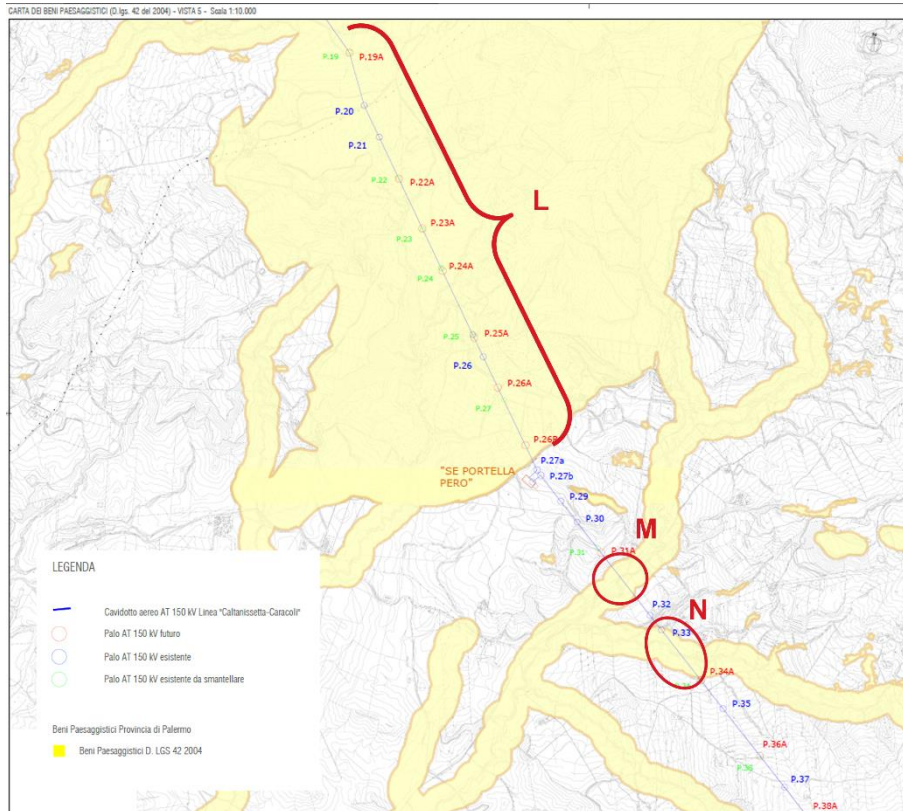 CARTA DEI BENI PAESAGGISTICI (D.lgs. 42 del 2004) – VISTA 5 - Scala 1:10.000
P.19
P.19A
P.20
P.21
P.22
P.22A
L
P.23A
P.23
P.24A
P.24
P.25A
P.25
P.26
P.26A
P.27
P.26B
P.27a
"SE PORTELLA
PERO"
P.27b
P.29
P.30
M
P.31
P.31A
P.32
N
P.33
P.34A
P.35
P.36A
P.36
P.37
P.38A
LEGENDA
Cavidotto aereo AT 150 kV Linea "Caltanissetta-Caracoli"
Palo AT 150 kV futuro
Palo AT 150 kV esistente
Palo AT 150 kV esistente da smantellare
Beni Paesaggistici Provincia di Palermo
Beni Paesaggistici D. LGS 42 2004